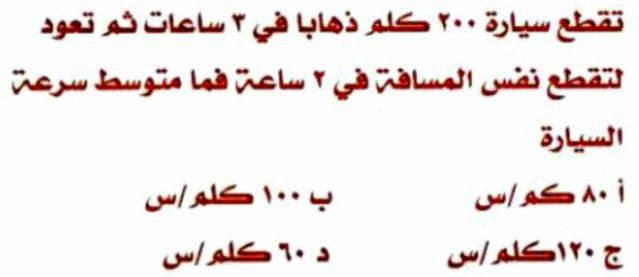 تقطع سيارة ٢٠٠ كلم ذهابا في ٣ ساعات ثم تعود
لتقطع نفس المسافة في ٢ ساعة فما متوسط سرعة
السيارة
أ ٨٠ كم/س ب ١٠٠ كلم/س
ج ١٢٠كلم/س د ٦٠ كلم/س